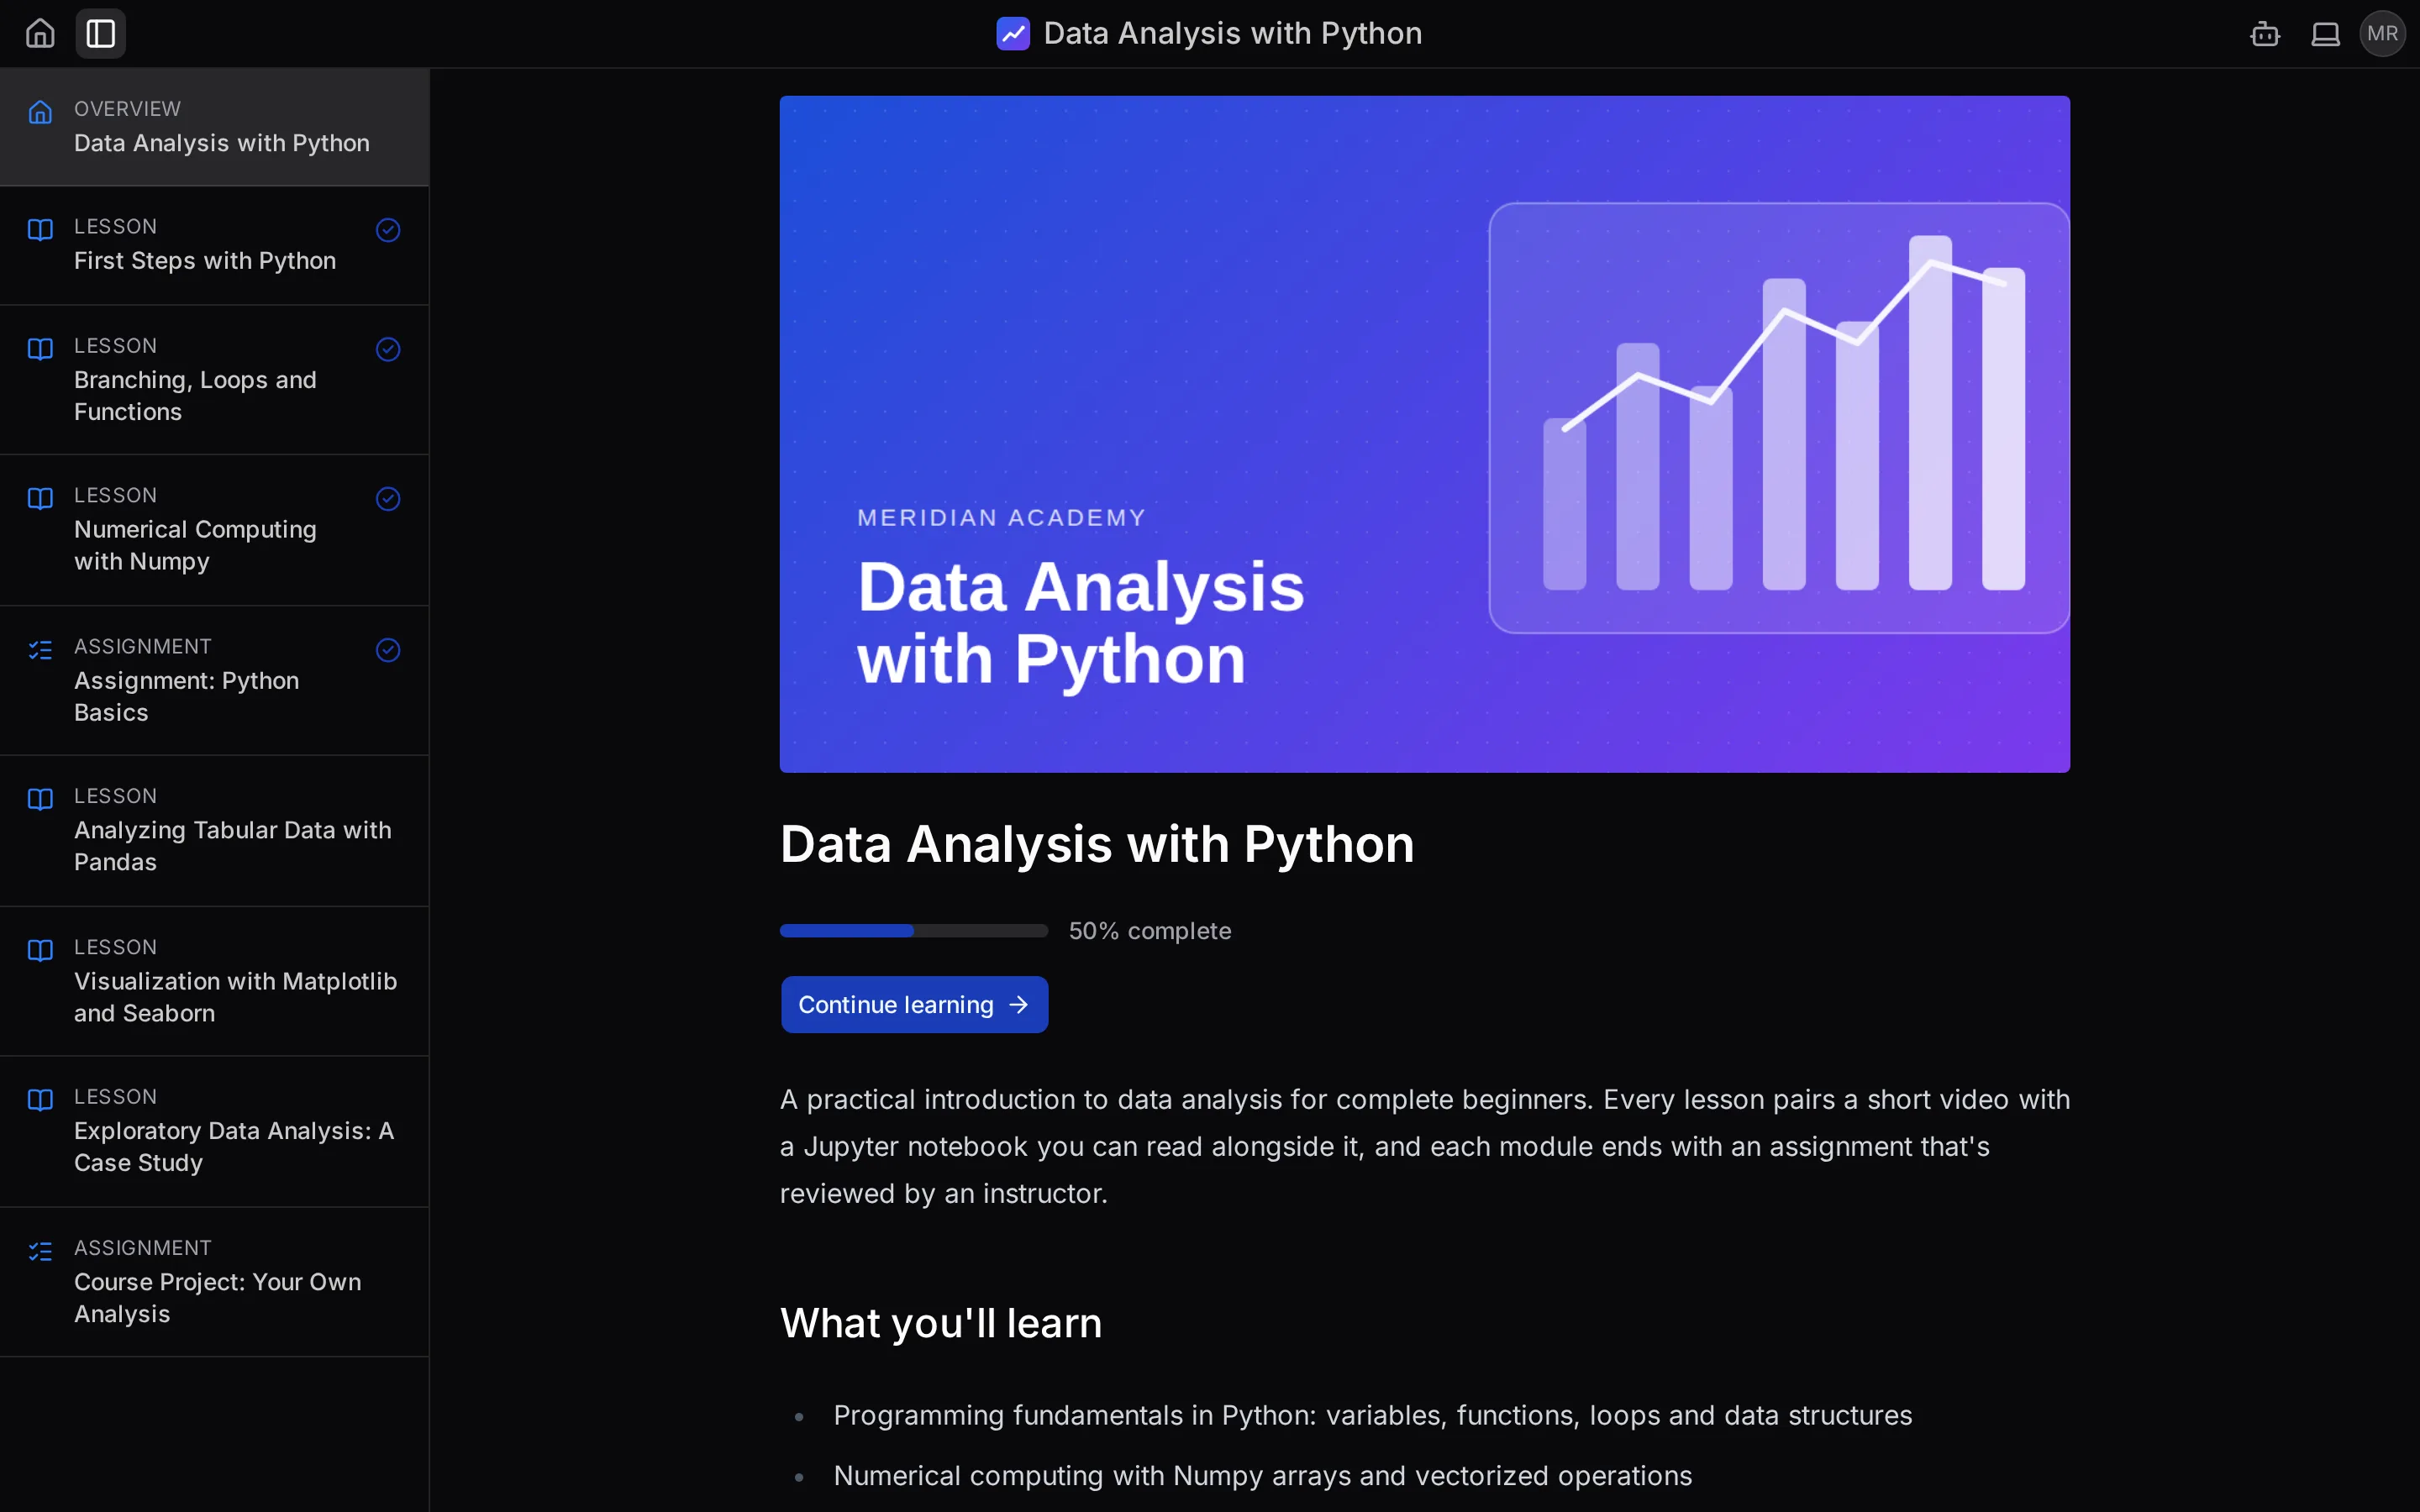 Data Analysis with Python
MR
OVERVIEW
Data Analysis with Python
LESSON
First Steps with Python
LESSON
Branching, Loops and
Functions
LESSON
Numerical Computing
with Numpy
ASSIGNMENT
Assignment: Python
Basics
LESSON
Analyzing Tabular Data with
Pandas
LESSON
Visualization with Matplotlib
and Seaborn
LESSON
Exploratory Data Analysis: A
Case Study
ASSIGNMENT
Course Project: Your Own
Analysis
MERIDIAN ACADEMY
Data Analysis
with Python
Data Analysis with Python
50% complete
Continue learning
A practical introduction to data analysis for complete beginners. Every lesson pairs a short video with
a Jupyter notebook you can read alongside it, and each module ends with an assignment that's
reviewed by an instructor.
What you'll learn
Programming fundamentals in Python: variables, functions, loops and data structures
Numerical computing with Numpy arrays and vectorized operations